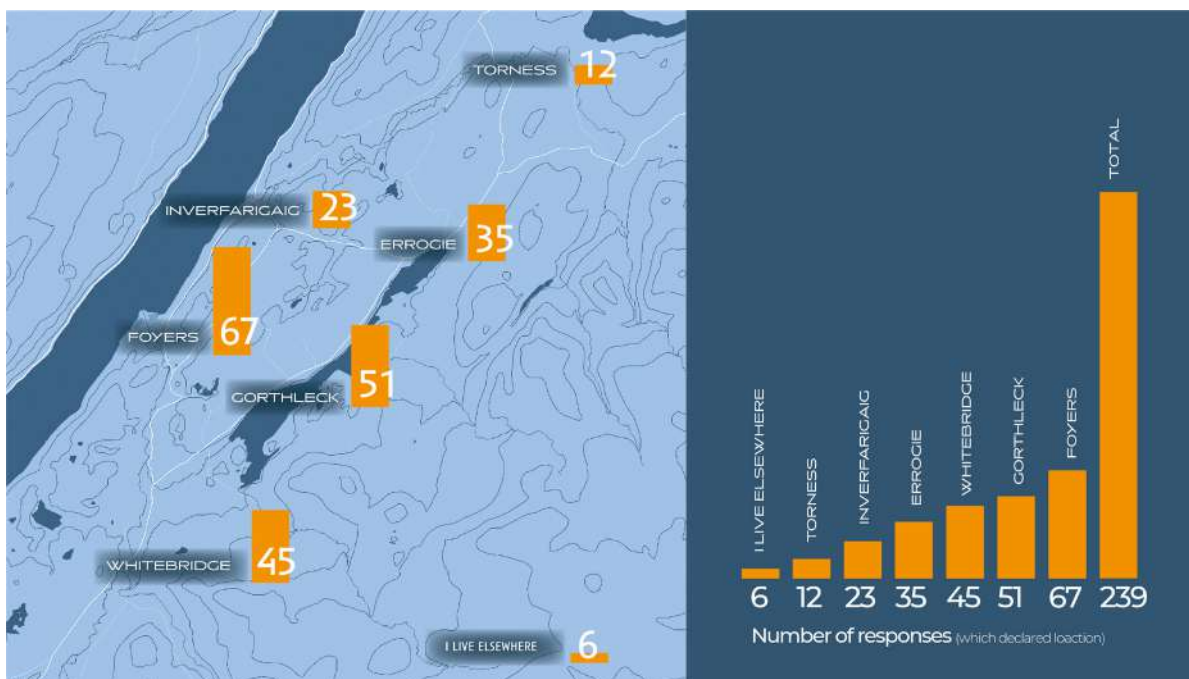 TORNESS
12
INVERFARIGAIG
23
ERROGIE
35
FOYERS
67
GORTHLECK
51
WHITEBRIDGE
45
I LIVE ELSEWHERE
6
I LIVE ELSEWHERE
TORNESS
INVERFARIGAIG
ERROGIE
WHITEBRIDGE
GORTHLECK
FOYERS
TOTAL
6 12 23 35 45 51 67 239
Number of responses (which declared loaction)